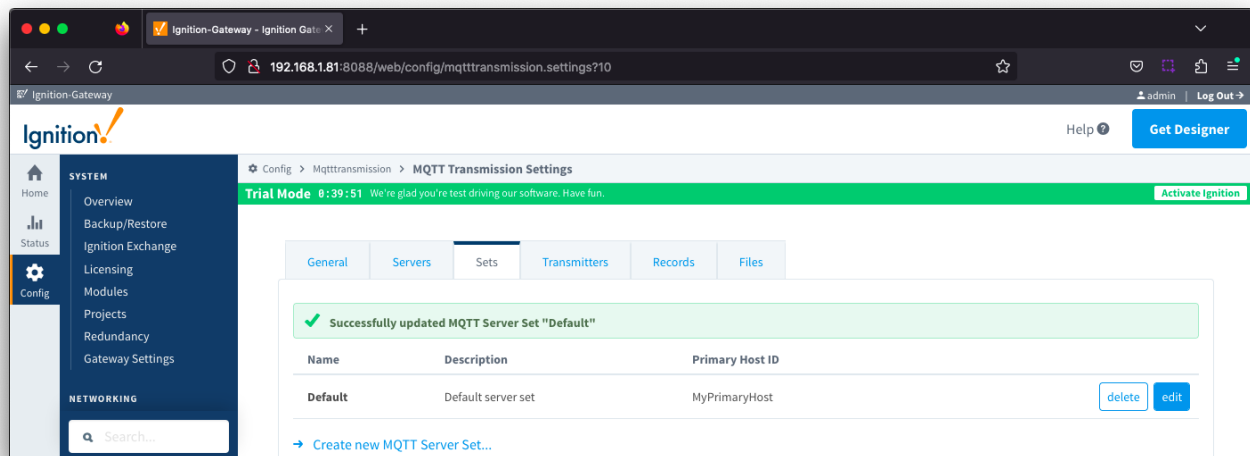 Ignition-Gateway - Ignition Gate
192.168.1.81:8088/web/config/mqtttransmission.settings?10
Ignition-Gateway
admin | Log Out
Ignition!
Help
Get Designer
Home
Status
Config
SYSTEM
Overview
Backup/Restore
Ignition Exchange
Licensing
Modules
Projects
Redundancy
Gateway Settings
NETWORKING
Search...
Config > Mqtttransmission > MQTT Transmission Settings
Trial Mode 0:39:51 We're glad you're test driving our software. Have fun. Activate Ignition
General Servers Sets Transmitters Records Files
Successfully updated MQTT Server Set "Default"
Name Description Primary Host ID
Default Default server set MyPrimaryHost delete edit
Create new MQTT Server Set...